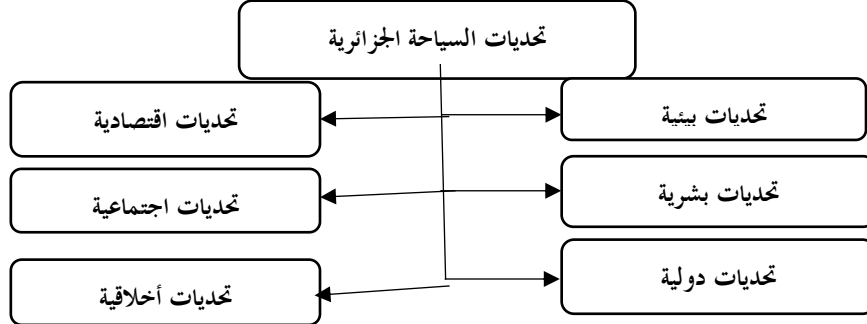 تحديات السياحة الجزائرية
تحديات بيئية
تحديات اقتصادية
تحديات بشرية
تحديات اجتماعية
تحديات دولية
تحديات أخلاقية